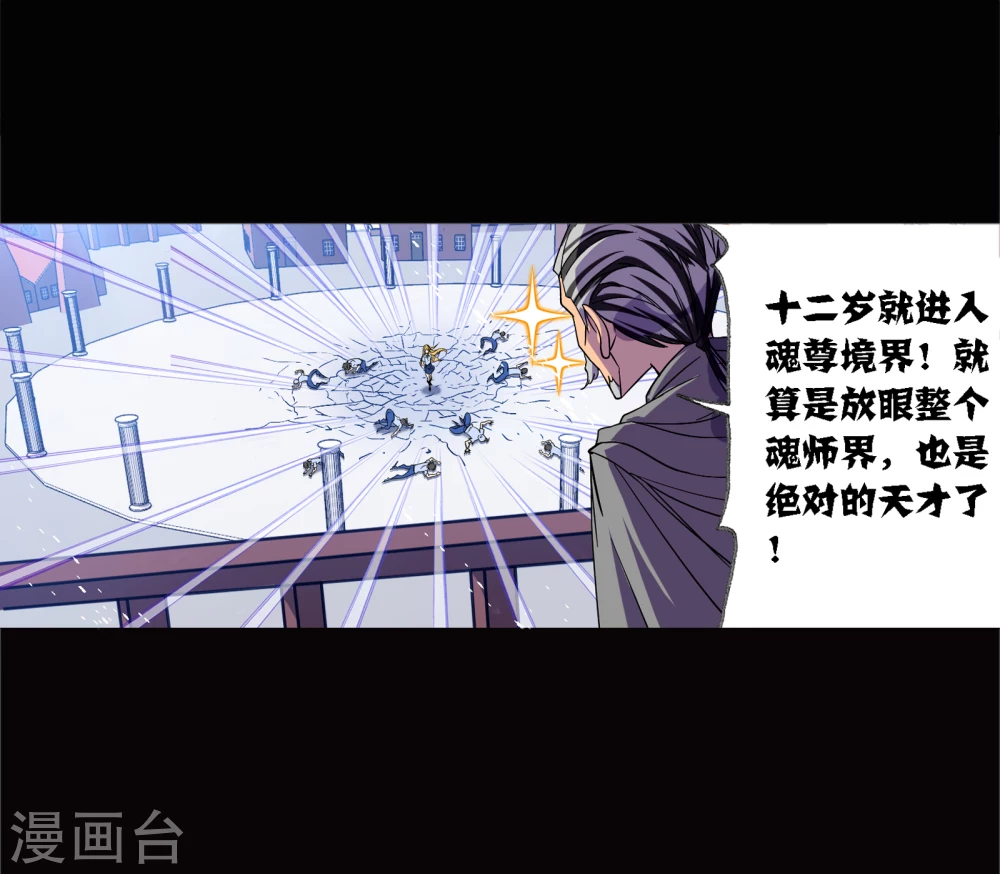 十二岁就进入
魂尊境界！就
算是放眼整个
魂师界，也是
绝对的天才了
！
漫画台